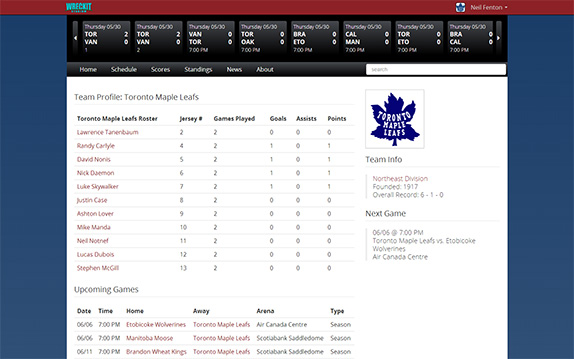 WRECKIT
Neil Fenton
Thursday 05/30 Thursday 05/30 Thursday 05/30 Thursday 05/30 Thursday 05/30 Thursday 05/30 Thursday 05/30 Thursday 05/30
TOR 2 TOR 2 VAN 0 TOR 0 BRA 0 CAL 0 TOR 0 BRA 0
VAN 0 VAN 0 TOR 0 OAK 0 ETO 0 MAN 0 ETO 0 CAL 0
1 2 7:00 PM 7:00 PM 7:00 PM 7:00 PM 7:00 PM 7:00 PM
Home Schedule Scores Standings News About search
Team Profile: Toronto Maple Leafs
Toronto Maple Leafs Roster Jersey # Games Played Goals Assists Points
Lawrence Tanenbaum 2 2 0 0 0
Randy Carlyle 4 2 1 0 1
David Nonis 5 2 1 0 1
Nick Daemon 6 2 1 0 1
Luke Skywalker 7 2 1 0 1
Justin Case 8 2 0 0 0
Ashton Lover 9 2 0 0 0
Mike Manda 10 2 0 0 0
Neil Notnef 11 2 0 0 0
Lucas Dubois 12 2 0 0 0
Stephen McGill 13 2 0 0 0
Upcoming Games
Date Time Home Away Arena Type
06/06 7:00 PM Etobicoke Wolverines Toronto Maple Leafs Air Canada Centre Season
06/06 7:00 PM Manitoba Moose Toronto Maple Leafs Scotiabank Saddledome Season
06/11 7:00 PM Brandon Wheat Kings Toronto Maple Leafs Scotiabank Saddledome Season
TORONTO
MAPLE
LEAFS
Team Info
Northeast Division
Founded: 1917
Overall Record: 6 - 1 - 0
Next Game
06/06 @ 7:00 PM
Toronto Maple Leafs vs. Etobicoke
Wolverines
Air Canada Centre